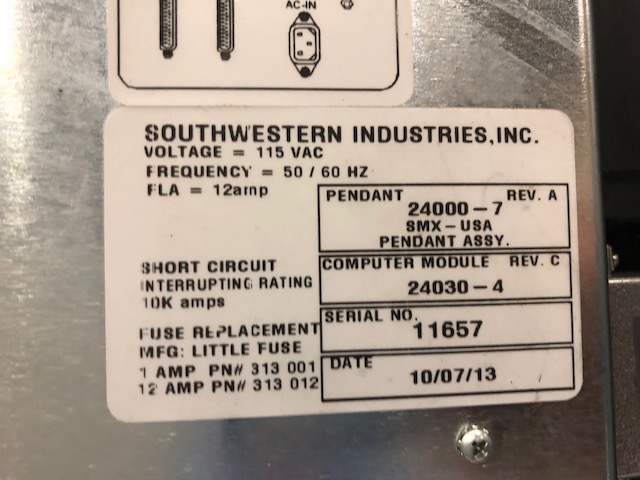 AC-IN
SOUTHWESTERN INDUSTRIES, INC.
VOLTAGE = 115 VAC
FREQUENCY = 50 / 60 HZ
FLA = 12amp
PENDANT REV. A
24000-7
SMX-USA
PENDANT ASSY.
SHORT CIRCUIT
INTERRUPTING RATING
10K amps
COMPUTER MODULE REV. C
24030-4
FUSE REPLACEMENT
MFG: LITTLE FUSE
1 AMP PN# 313 001
12 AMP PN# 313 012
SERIAL NO.
11657
DATE
10/07/13